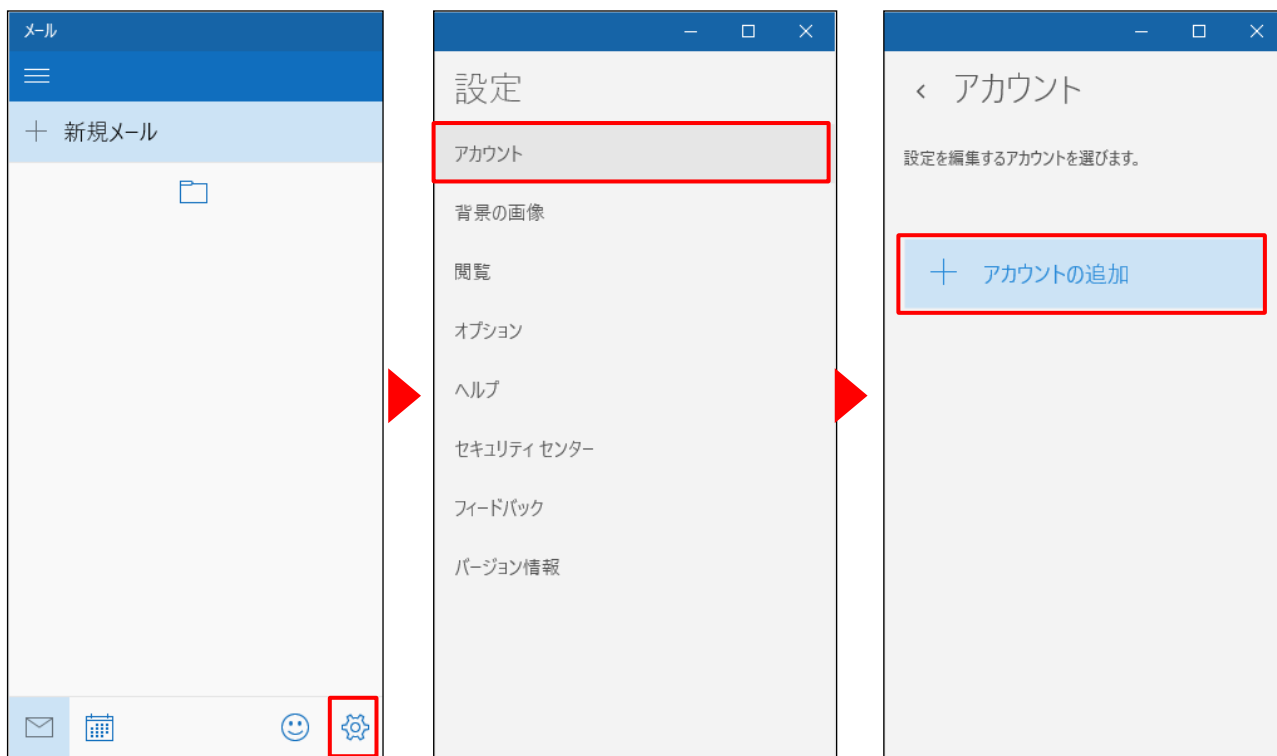 メール
新規メール
設定
アカウント
背景の画像
閲覧
オプション
ヘルプ
セキュリティ センター
フィードバック
バージョン情報
アカウント
設定を編集するアカウントを選びます。
アカウントの追加